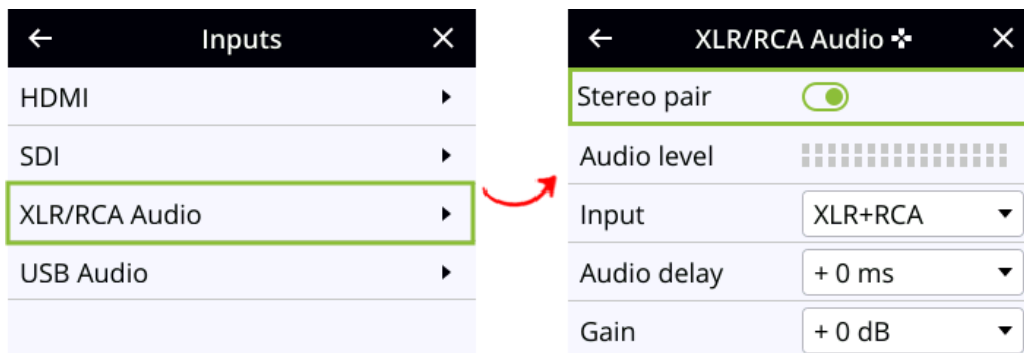 Inputs
HDMI
SDI
XLR/RCA Audio
USB Audio
XLR/RCA Audio
Stereo pair
Audio level
Input XLR+RCA
Audio delay + 0 ms
Gain + 0 dB